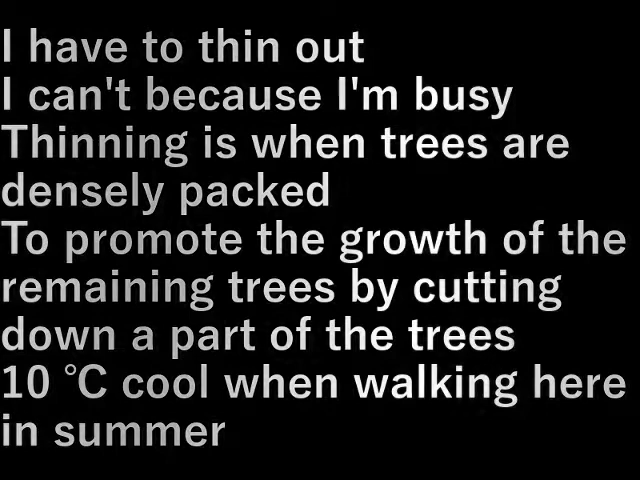 I have to thin out
I can't because I'm busy
Thinning is when trees are
densely packed
To promote the growth of the
remaining trees by cutting
down a part of the trees
10 ℃ cool when walking here
in summer